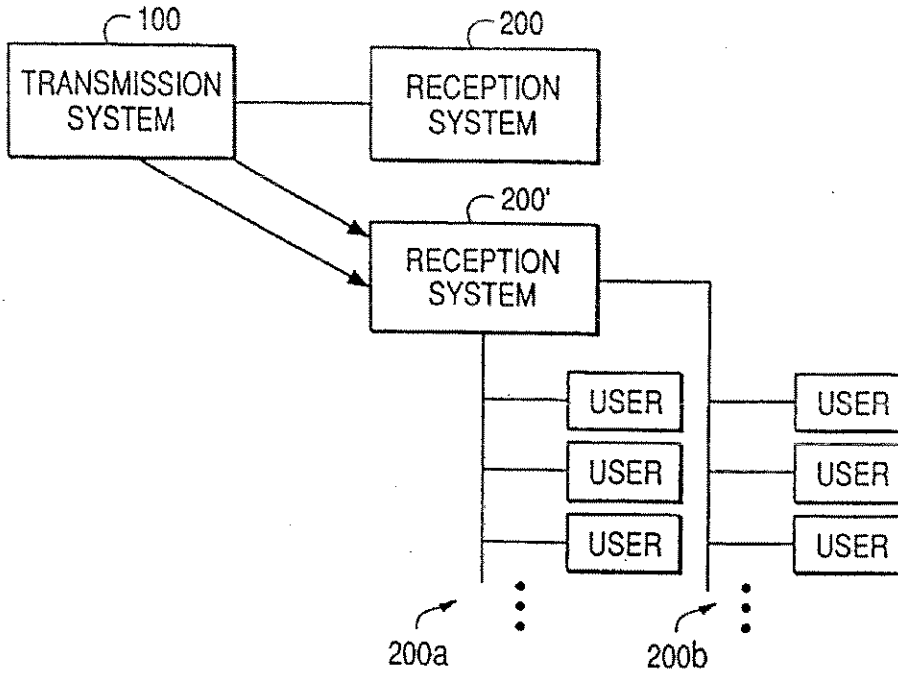 100
TRANSMISSION
SYSTEM
200
RECEPTION
SYSTEM
200'
RECEPTION
SYSTEM
USER
USER
USER
USER
USER
USER
200a
200b